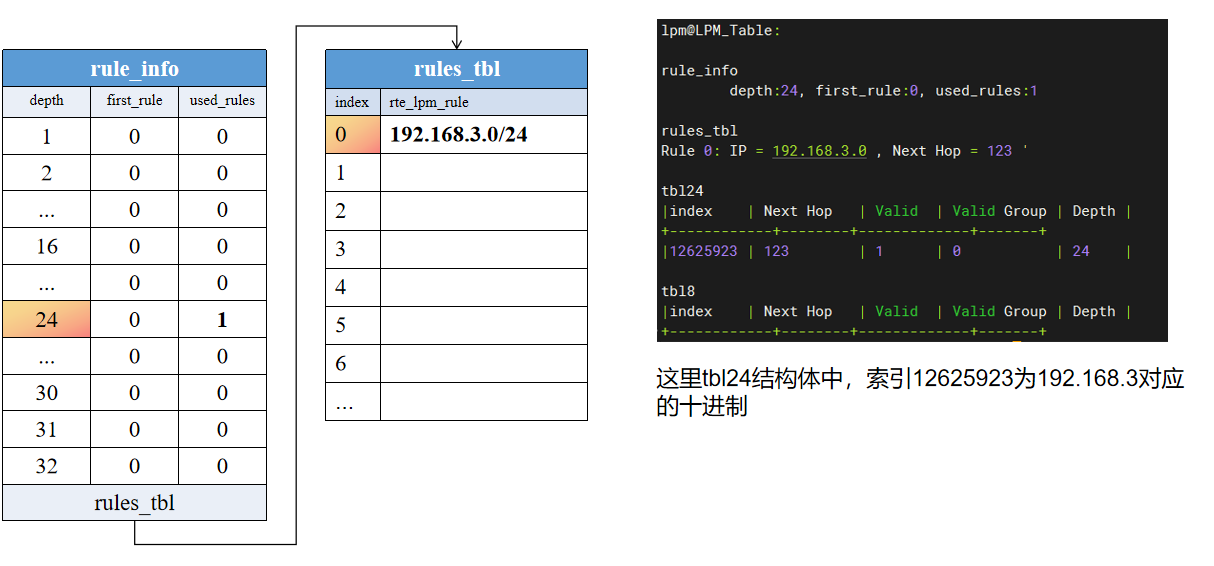 rule_info
depth first_rule used_rules
1 0 0
2 0 0
... 0 0
16 0 0
... 0 0
24 0 1
... 0 0
30 0 0
31 0 0
32 0 0
rules_tbl
rules_tbl
index rte_lpm_rule
0 192.168.3.0/24
1
2
3
4
5
6
...
lpm@LPM_Table:
rule_info
depth:24, first_rule:0, used_rules:1
rules_tbl
Rule 0: IP = 192.168.3.0 , Next Hop = 123 '
tbl24
|index | Next Hop | Valid | Valid Group | Depth |
+------------+--------+-------------+-------+
|12625923 | 123 | 1 | 0 | 24 |
tbl8
|index | Next Hop | Valid | Valid Group | Depth |
+------------+--------+-------------+-------+
这里tbl24结构体中，索引12625923为192.168.3对应
的十进制